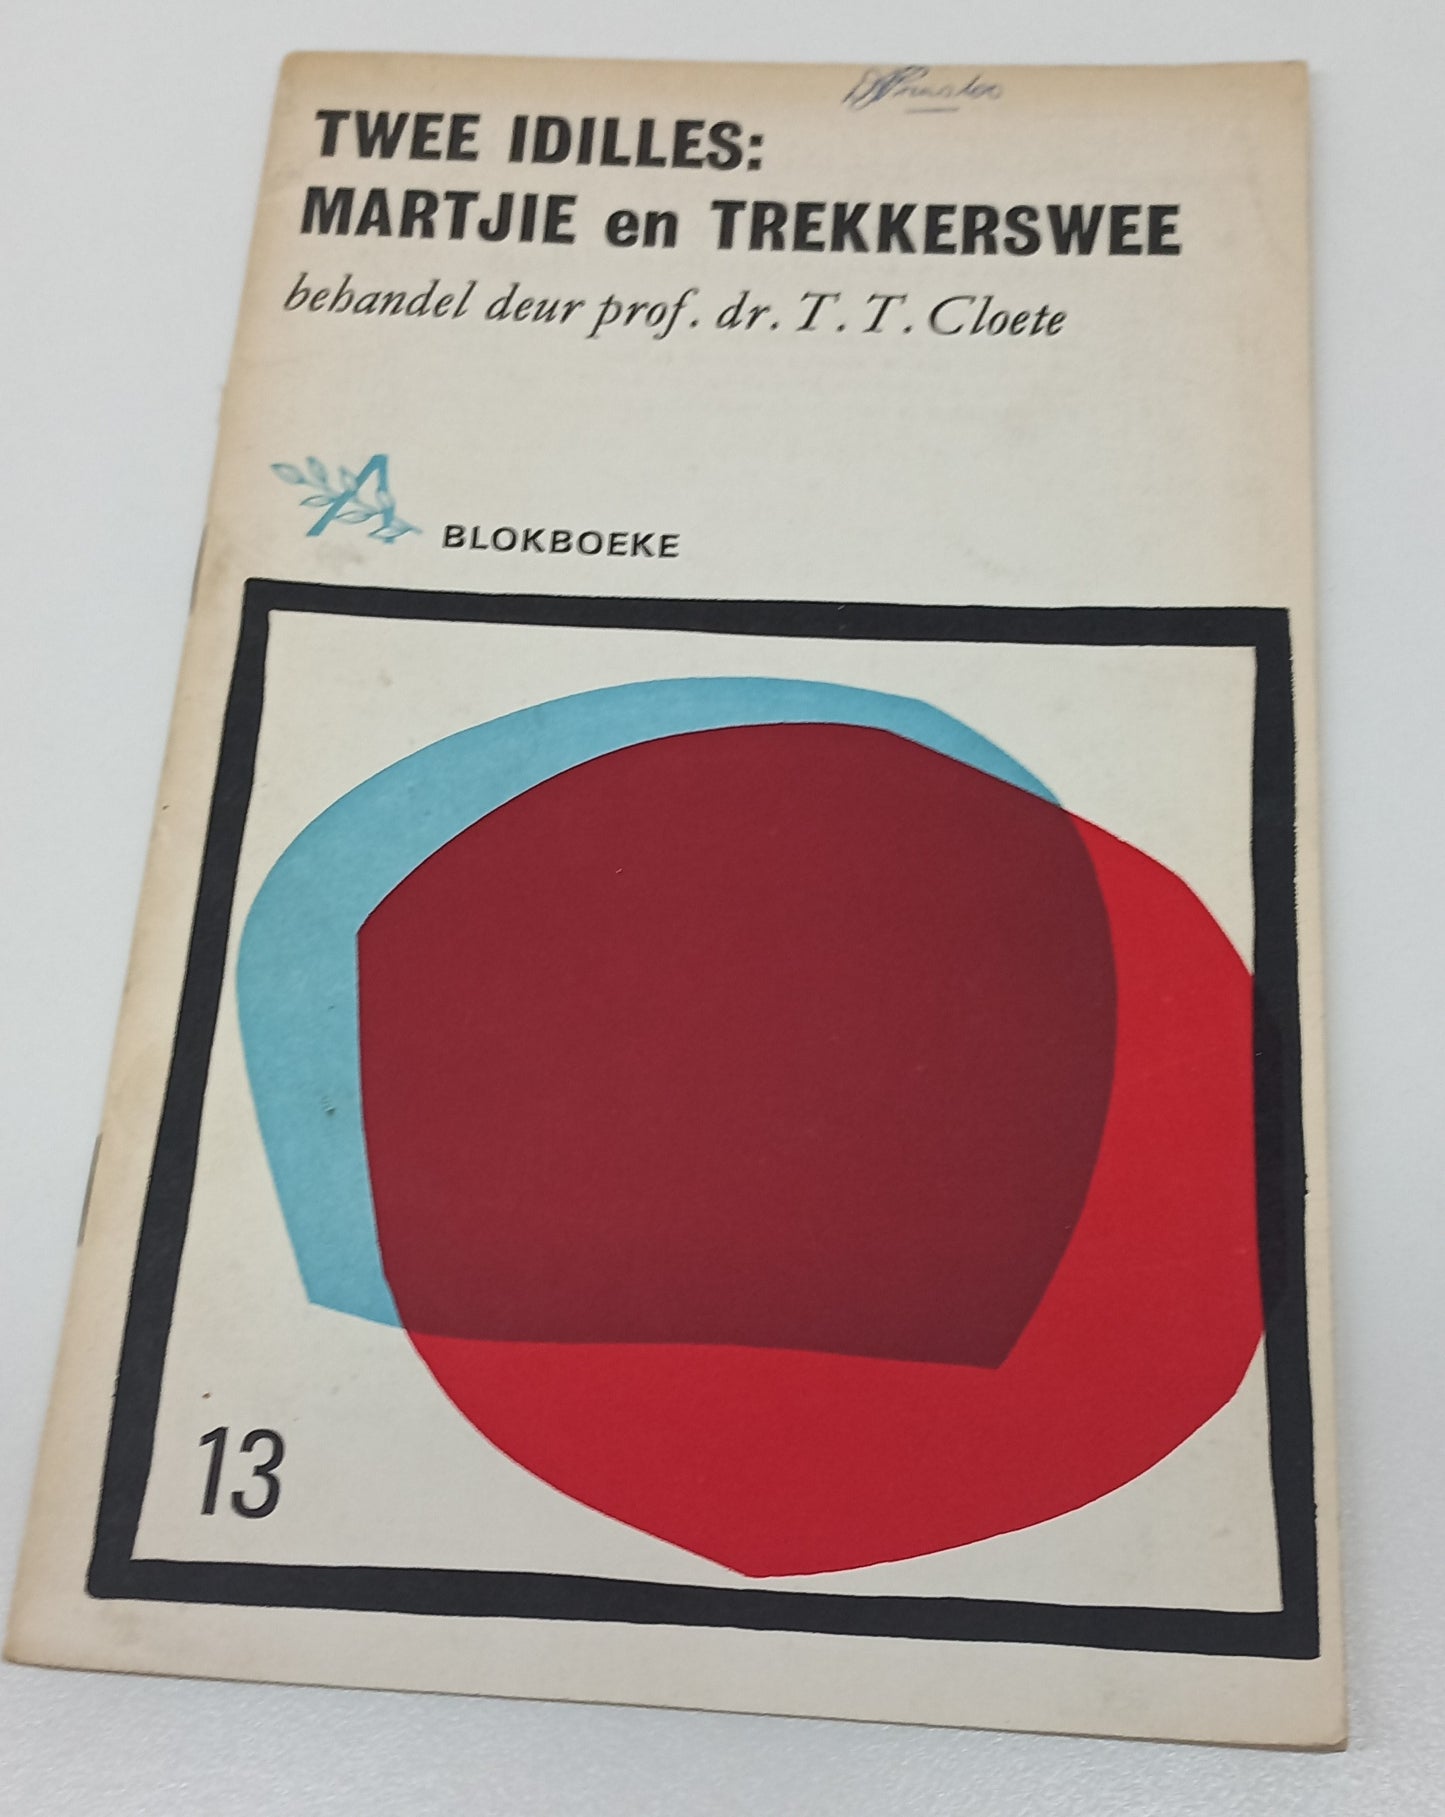 TWEE IDILLES:
MARTJIE en TREKKERSWEE
behandel deur prof. dr. T. T. Cloete
A
BLOKBOEKE
13